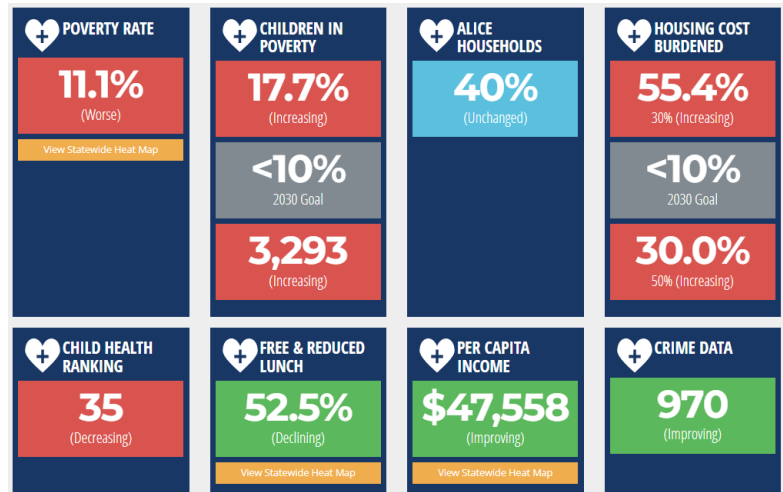 POVERTY RATE
11.1%
(Worse)
View Statewide Heat Map
CHILDREN IN
POVERTY
17.7%
(Increasing)
<10%
2030 Goal
3,293
(Increasing)
ALICE
HOUSEHOLDS
40%
(Unchanged)
HOUSING COST
BURDENED
55.4%
30% (Increasing)
<10%
2030 Goal
30.0%
50% (Increasing)
CHILD HEALTH
RANKING
35
(Decreasing)
FREE & REDUCED
LUNCH
52.5%
(Declining)
View Statewide Heat Map
PER CAPITA
INCOME
$47,558
(Improving)
View Statewide Heat Map
CRIME DATA
970
(Improving)